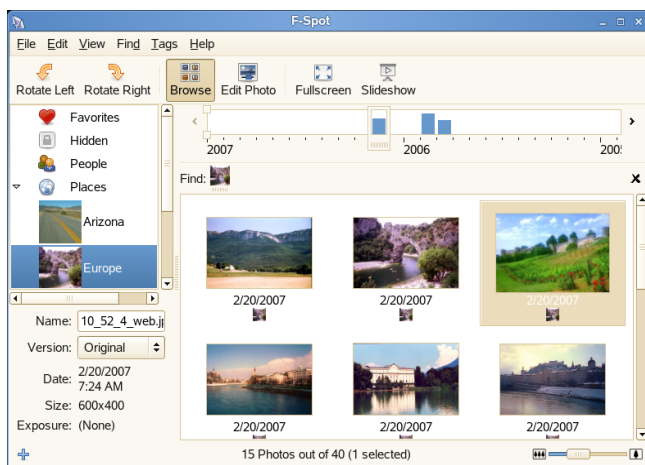 F-Spot
File Edit View Find Tags Help
Rotate Left Rotate Right Browse Edit Photo Fullscreen Slideshow
Favorites
Hidden
People
Places
Arizona
Europe
2007 2006
Find:
2/20/2007 2/20/2007 2/20/2007
2/20/2007 2/20/2007 2/20/2007
Name: 10_52_4_web.j
Version: Original
Date: 2/20/2007
7:24 AM
Size: 600x400
Exposure: (None)
15 Photos out of 40 (1 selected)